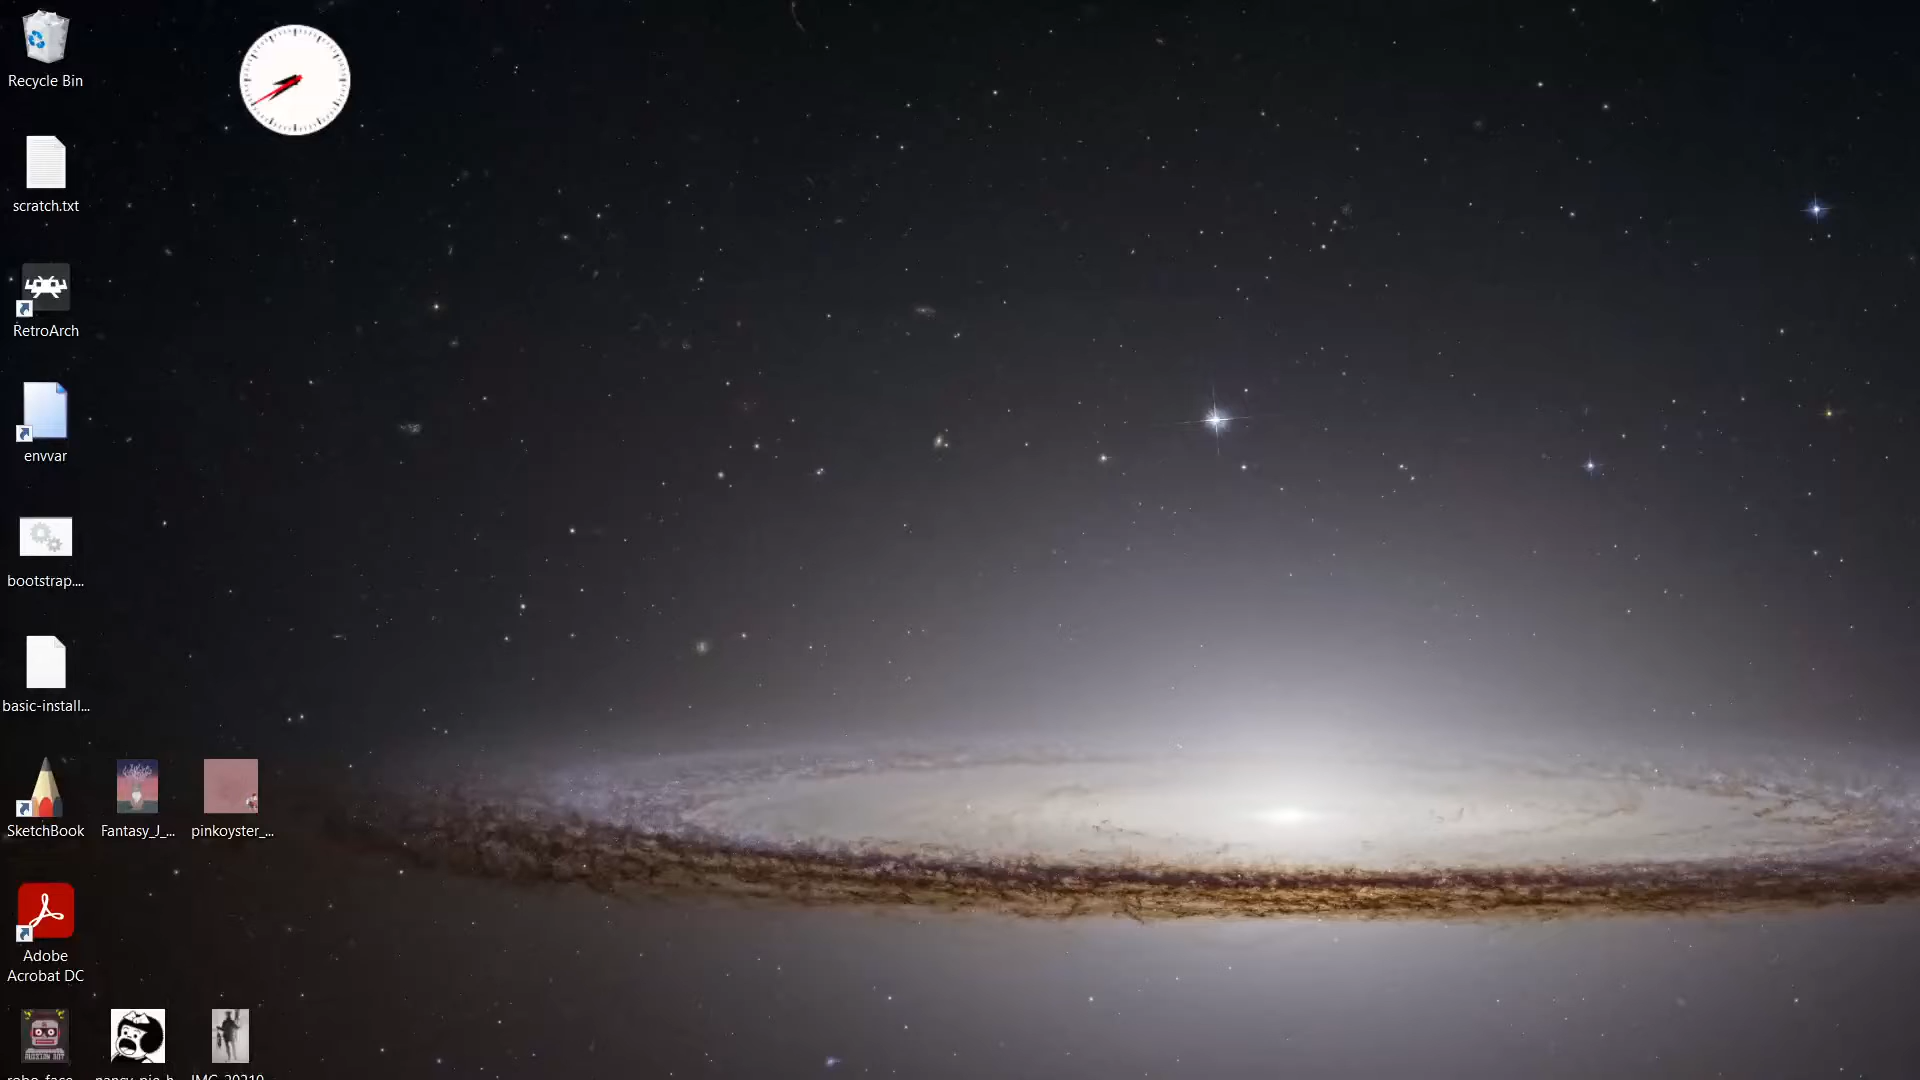 Recycle Bin
scratch.txt
RetroArch
envvar
bootstrap....
basic-install...
SketchBook
Fantasy_J_...
pinkoyster_...
Adobe
Acrobat DC